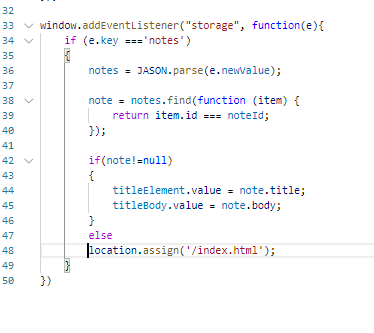 32
33 window.addEventListener("storage", function(e){
34 if (e.key ==='notes')
35 {
36 notes = JASON.parse(e.newValue);
37
38 note = notes.find(function (item) {
39 return item.id === noteId;
40 });
41
42 if(note!=null)
43 {
44 titleElement.value = note.title;
45 titleBody.value = note.body;
46 }
47 else
48 location.assign('/index.html');
49 }
50 })